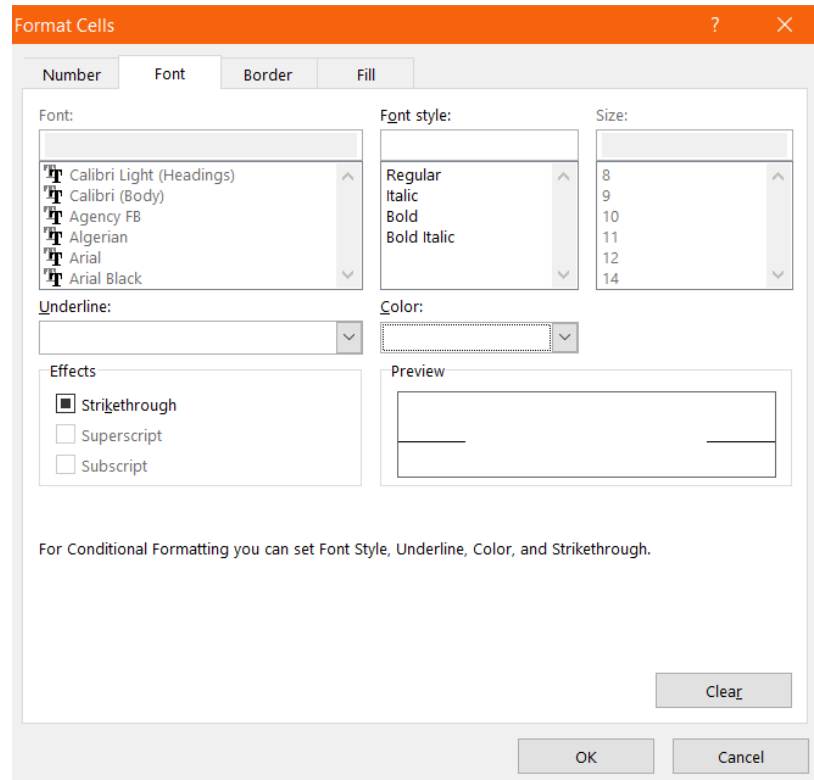 Format Cells
Number Font Border Fill
Font: Font style: Size:
Calibri Light (Headings)
Calibri (Body)
Agency FB
Algerian
Arial
Arial Black
Regular
Italic
Bold
Bold Italic
8
9
10
11
12
14
Underline: Color:
Effects
Strikethrough
Superscript
Subscript
Preview
For Conditional Formatting you can set Font Style, Underline, Color, and Strikethrough.
Clear
OK Cancel